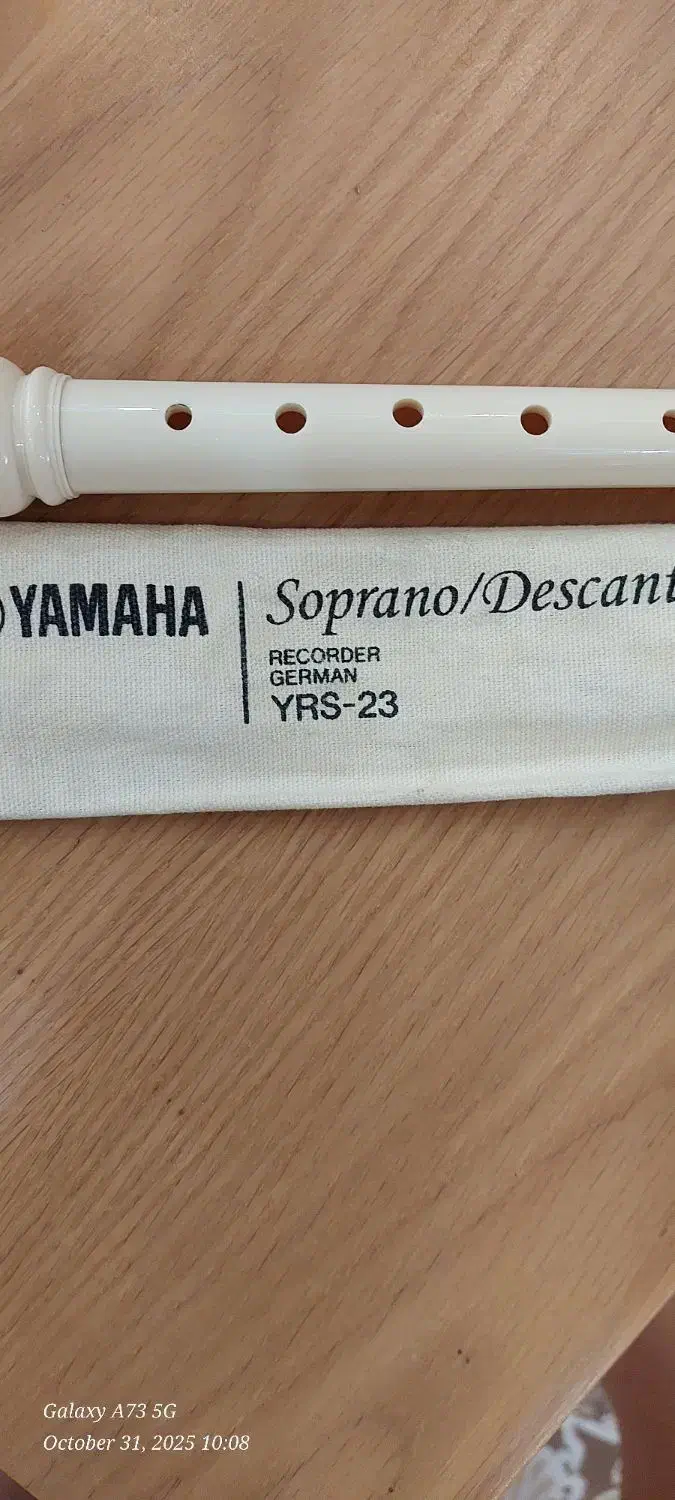 YAMAHA
Soprano/Descant
RECORDER
GERMAN
YRS-23
Galaxy A73 5G
October 31, 2025 10:08